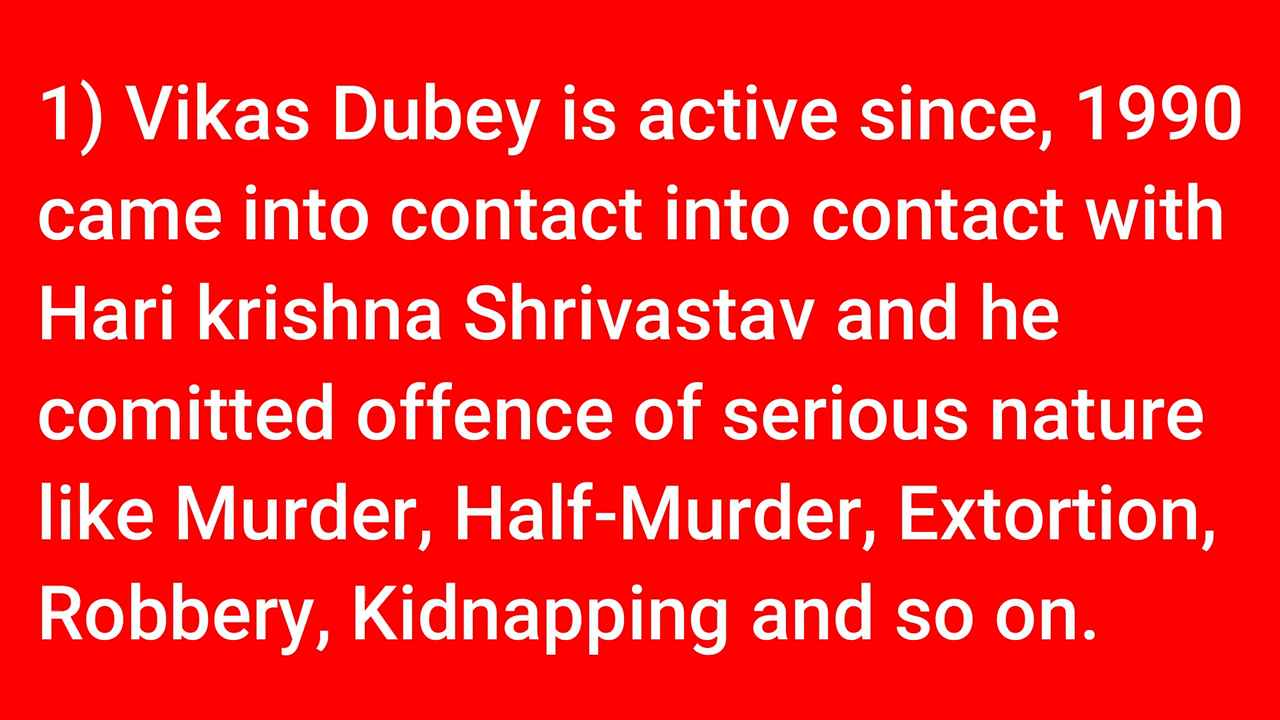 1) Vikas Dubey is active since, 1990
came into contact into contact with
Hari krishna Shrivastav and he
comitted offence of serious nature
like Murder, Half-Murder, Extortion,
Robbery, Kidnapping and so on.